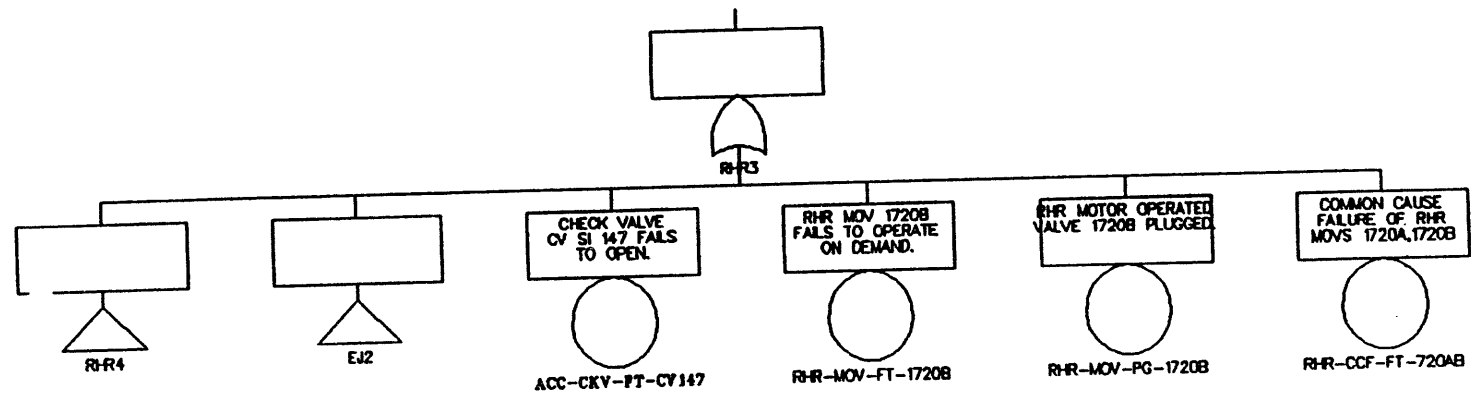 RHR3
CHECK VALVE
CV SI 147 FAILS
TO OPEN.
RHR MOV 1720B
FAILS TO OPERATE
ON DEMAND.
RHR MOTOR OPERATED
VALVE 1720B PLUGGED.
COMMON CAUSE
FAILURE OF RHR
MOVS 1720A,1720B
RHR4
EJ2
ACC-CKV-FT-CV147
RHR-MOV-FT-1720B
RHR-MOV-PG-1720B
RHR-CCF-FT-720AB